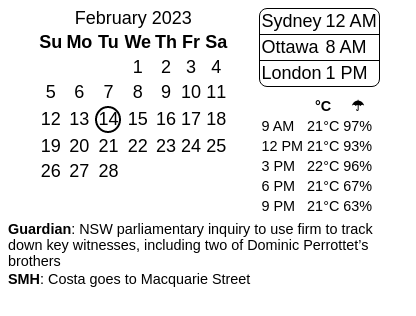 February 2023
Su Mo Tu We Th Fr Sa
1 2 3 4
5 6 7 8 9 10 11
12 13 14 15 16 17 18
19 20 21 22 23 24 25
26 27 28
Sydney 12 AM
Ottawa 8 AM
London 1 PM
°C ☂
9 AM 21°C 97%
12 PM 21°C 93%
3 PM 22°C 96%
6 PM 21°C 67%
9 PM 21°C 63%
Guardian: NSW parliamentary inquiry to use firm to track
down key witnesses, including two of Dominic Perrottet’s
brothers
SMH: Costa goes to Macquarie Street